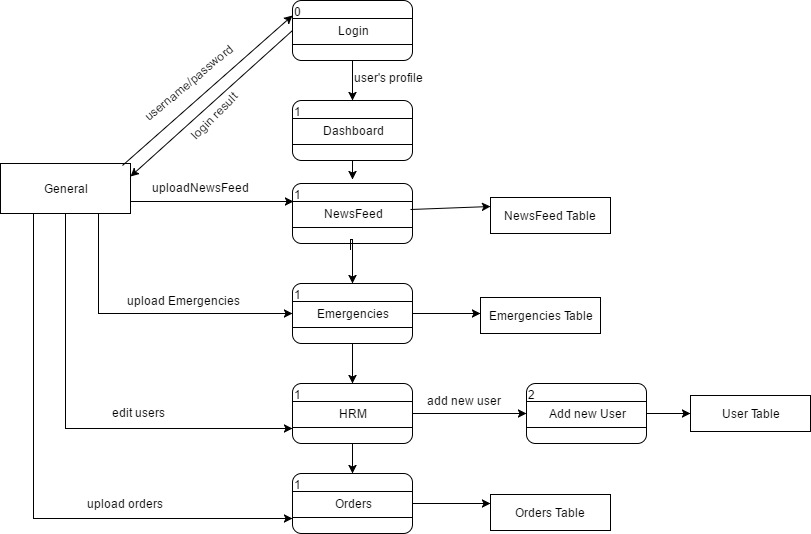 0
Login
username/password
login result
user's profile
1
Dashboard
General
uploadNewsFeed
1
NewsFeed
NewsFeed Table
upload Emergencies
1
Emergencies
Emergencies Table
edit users
1
HRM
add new user
2
Add new User
User Table
upload orders
1
Orders
Orders Table